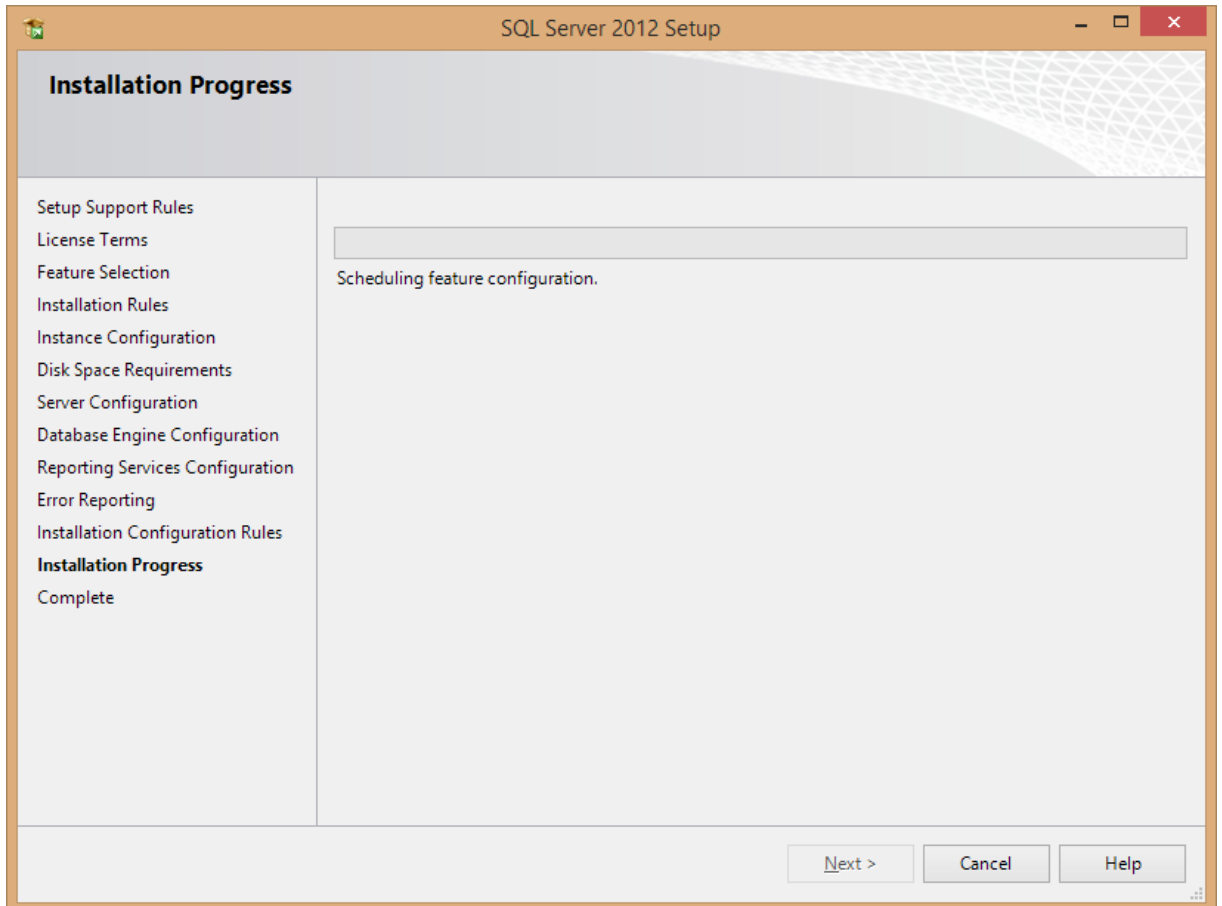 SQL Server 2012 Setup
Installation Progress
Setup Support Rules
License Terms
Feature Selection
Installation Rules
Instance Configuration
Disk Space Requirements
Server Configuration
Database Engine Configuration
Reporting Services Configuration
Error Reporting
Installation Configuration Rules
Installation Progress
Complete
Scheduling feature configuration.
Next >
Cancel
Help